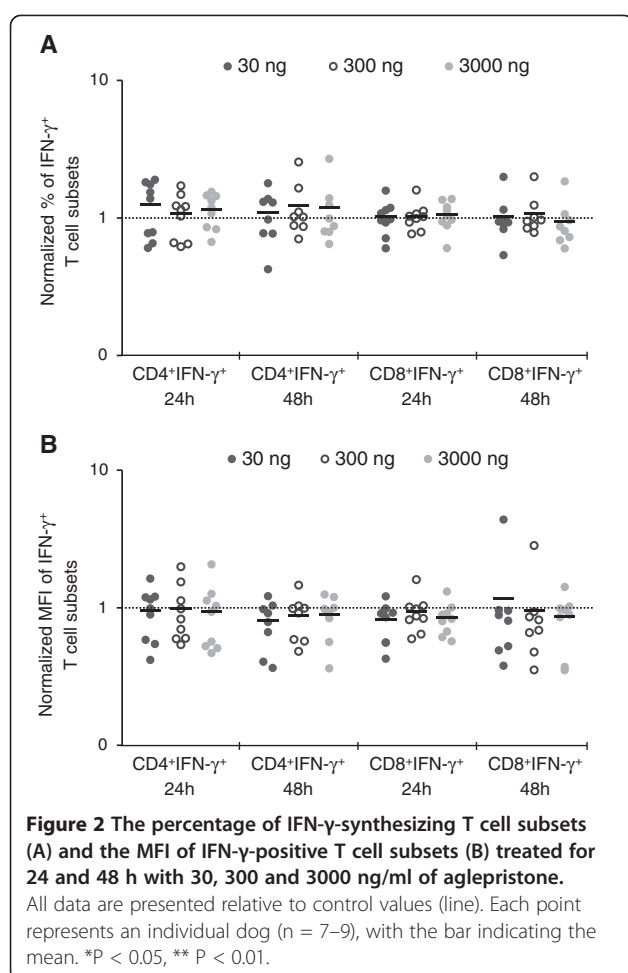 A
● 30 ng ○ 300 ng ● 3000 ng
10
1
0
Normalized % of IFN-γ⁺
T cell subsets
CD4⁺IFN-γ⁺ CD4⁺IFN-γ⁺ CD8⁺IFN-γ⁺ CD8⁺IFN-γ⁺
24h 48h 24h 48h
B
● 30 ng ○ 300 ng ● 3000 ng
10
1
0
Normalized MFI of IFN-γ⁺
T cell subsets
CD4⁺IFN-γ⁺ CD4⁺IFN-γ⁺ CD8⁺IFN-γ⁺ CD8⁺IFN-γ⁺
24h 48h 24h 48h
Figure 2 The percentage of IFN-γ-synthesizing T cell subsets
(A) and the MFI of IFN-γ-positive T cell subsets (B) treated for
24 and 48 h with 30, 300 and 3000 ng/ml of aglepristone.
All data are presented relative to control values (line). Each point
represents an individual dog (n = 7–9), with the bar indicating the
mean. *P < 0.05, ** P < 0.01.